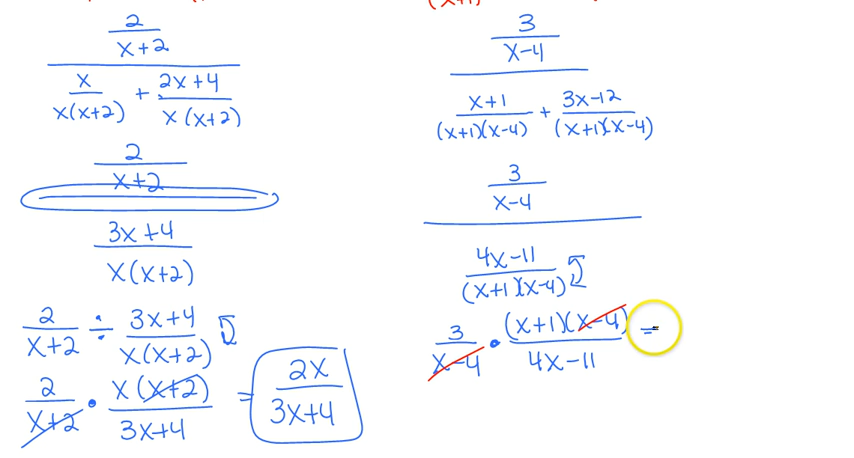 (x+1)
2
x+2
x
x(x+2)
+
2x+4
x(x+2)
2
x+2
3x+4
x(x+2)
2
x+2
÷
3x+4
x(x+2)
2
x+2
•
x(x+2)
3x+4
=
2x
3x+4
3
x-4
x+1
(x+1)(x-4)
+
3x-12
(x+1)(x-4)
3
x-4
4x-11
(x+1)(x-4)
3
x-4
•
(x+1)(x-4)
4x-11
=